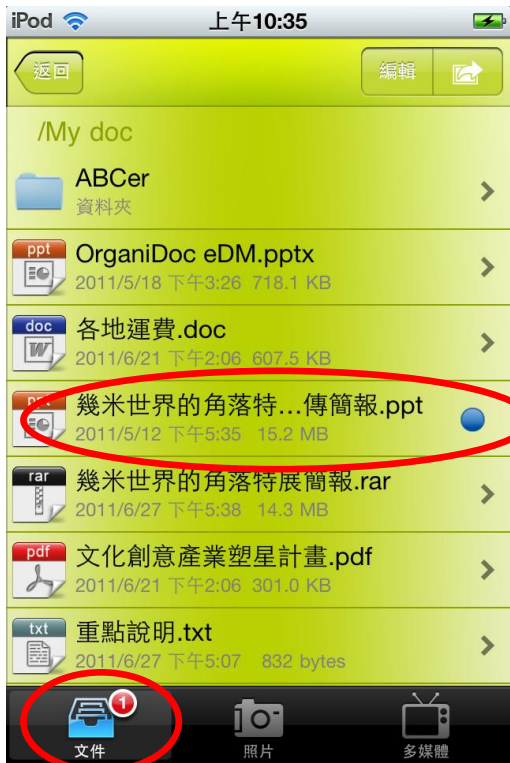 iPod 上午10:35
返回 編輯
/My doc
ABCer
資料夾
ppt OrganiDoc eDM.pptx
2011/5/18 下午3:26 718.1 KB
doc 各地運費.doc
W 2011/6/21 下午2:06 607.5 KB
ppt 幾米世界的角落特...傳簡報.ppt
2011/5/12 下午5:35 15.2 MB
rar 幾米世界的角落特展簡報.rar
2011/6/27 下午5:38 14.3 MB
pdf 文化創意產業塑星計畫.pdf
2011/6/21 下午2:06 301.0 KB
txt 重點說明.txt
2011/6/27 下午5:07 832 bytes
1
文件 照片 多媒體